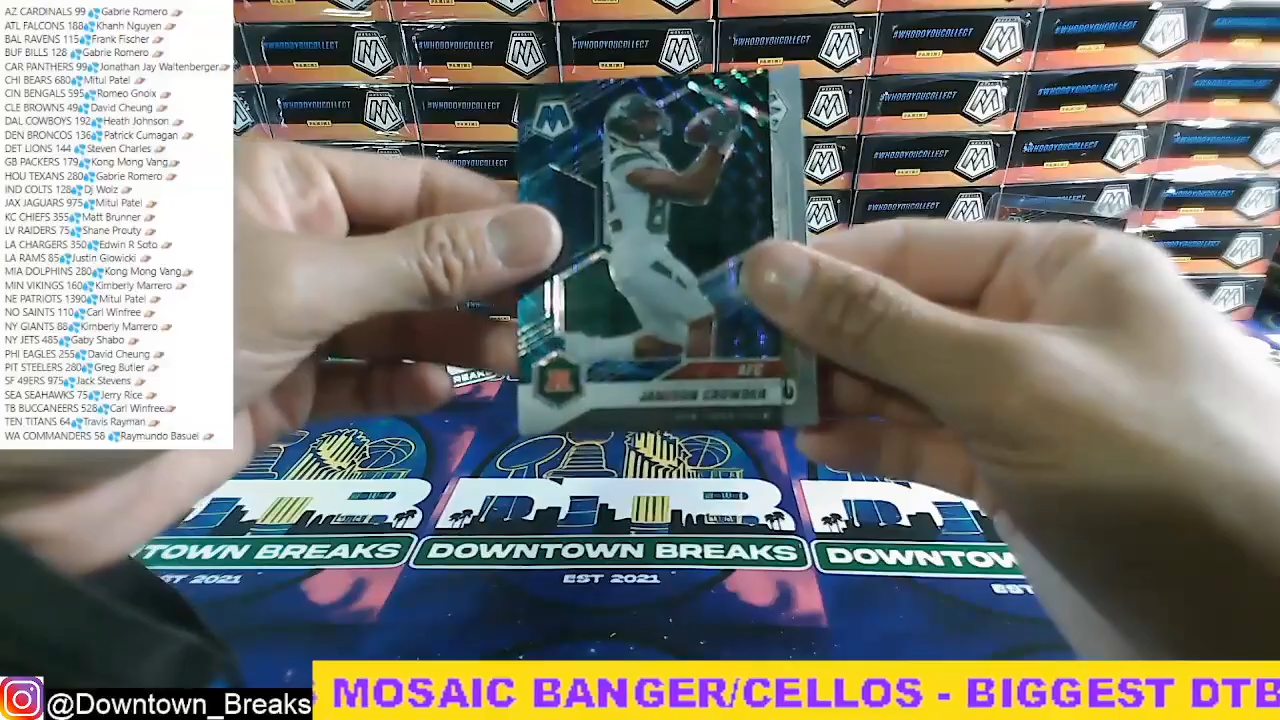 AZ CARDINALS 99💦Gabrie Romero
ATL FALCONS 188💦Khanh Nguyen
BAL RAVENS 115💦Frank Fischer
BUF BILLS 128 💦Gabrie Romero
CAR PANTHERS 99💦Jonathan Jay Waltenberger
CHI BEARS 680💦Mitul Patel
CIN BENGALS 595💦Romeo Gnoix
CLE BROWNS 49💦David Cheung
DAL COWBOYS 192💦Heath Johnson
DEN BRONCOS 136💦Patrick Cumagan
DET LIONS 144 💦Steven Charles
GB PACKERS 179💦Kong Mong Vang
HOU TEXANS 280💦Gabrie Romero
IND COLTS 128💦Dj Wolz
JAX JAGUARS 975💦Mitul Patel
KC CHIEFS 355💦Matt Brunner
LV RAIDERS 75💦Shane Prouty
LA CHARGERS 350💦Edwin R Soto
LA RAMS 85💦Justin Glowicki
MIA DOLPHINS 280💦Kong Mong Vang
MIN VIKINGS 160💦Kimberly Marrero
NE PATRIOTS 1390💦Mitul Patel
NO SAINTS 110💦Carl Winfree
NY GIANTS 88💦Kimberly Marrero
NY JETS 485💦Gaby Shabo
PHI EAGLES 255💦David Cheung
PIT STEELERS 280💦Greg Butler
SF 49ERS 975💦Jack Stevens
SEA SEAHAWKS 75💦Jerry Rice
TB BUCCANEERS 528💦Carl Winfree
TEN TITANS 64💦Travis Rayman
WA COMMANDERS 58 💦Raymundo Basuel
#WHODOYOUCOLLECT
PANINI
AFC
JAMISON CROWDER
DTB
DOWNTOWN BREAKS
EST 2021
@Downtown_Breaks
MOSAIC BANGER/CELLOS - BIGGEST DTB